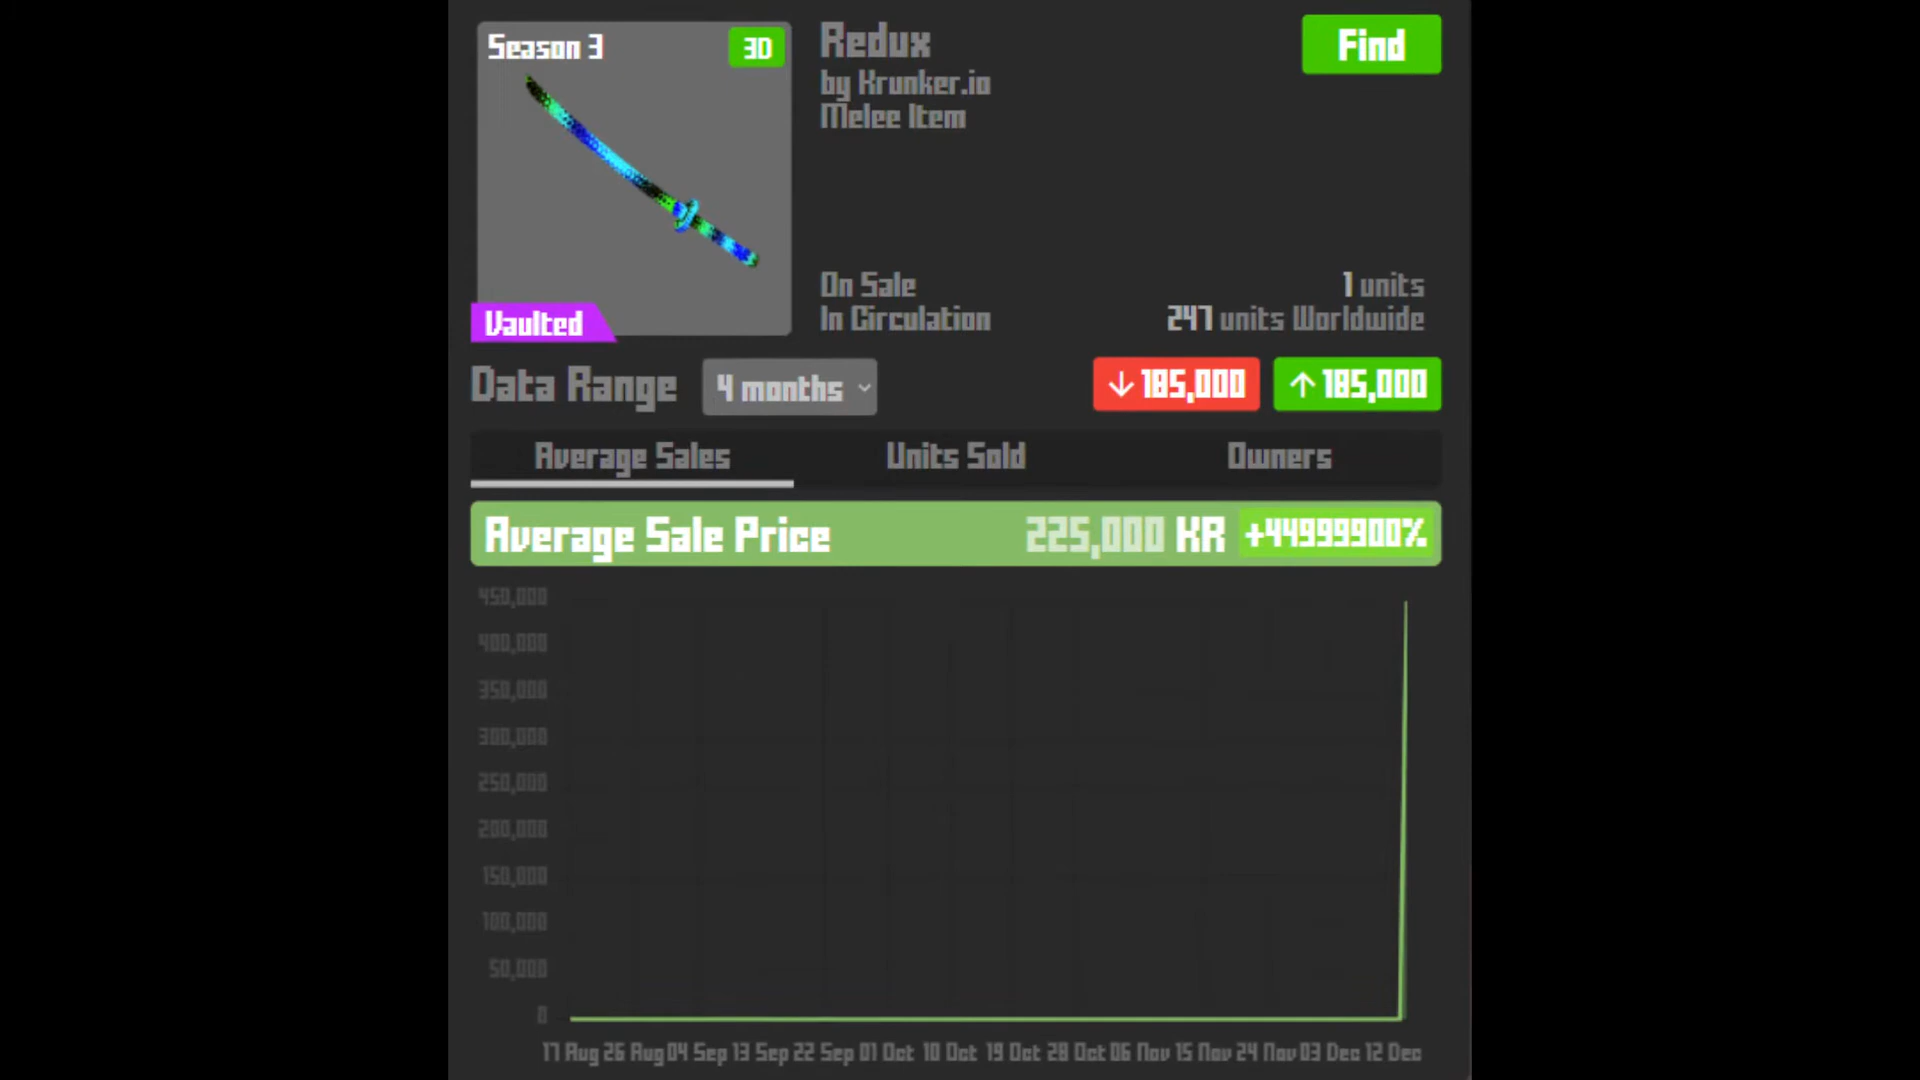 Season 3
3D
Redux
by Krunker.io
Melee Item
Find
On Sale
1 units
In Circulation
247 units Worldwide
Vaulted
Data Range
4 months
↓ 185,000
↑ 185,000
Average Sales
Units Sold
Owners
Average Sale Price
225,000 KR
+44999900%
450,000
400,000
350,000
300,000
250,000
200,000
150,000
100,000
50,000
0
17 Aug 26 Aug 04 Sep 13 Sep 22 Sep 01 Oct 10 Oct 19 Oct 28 Oct 06 Nov 15 Nov 24 Nov 03 Dec 12 Dec